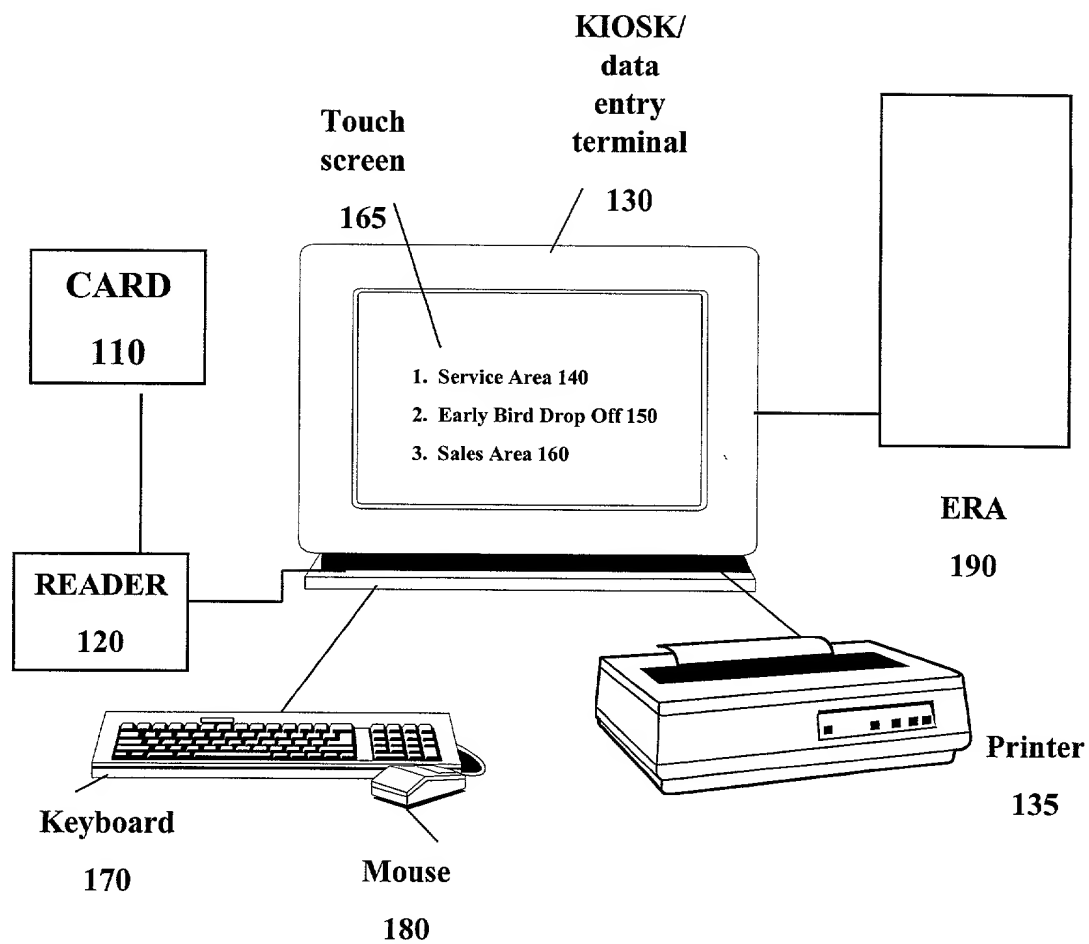 KIOSK/
data
entry
terminal
130
Touch
screen
165
CARD
110
1. Service Area 140
2. Early Bird Drop Off 150
3. Sales Area 160
ERA
190
READER
120
Printer
135
Keyboard
170
Mouse
180